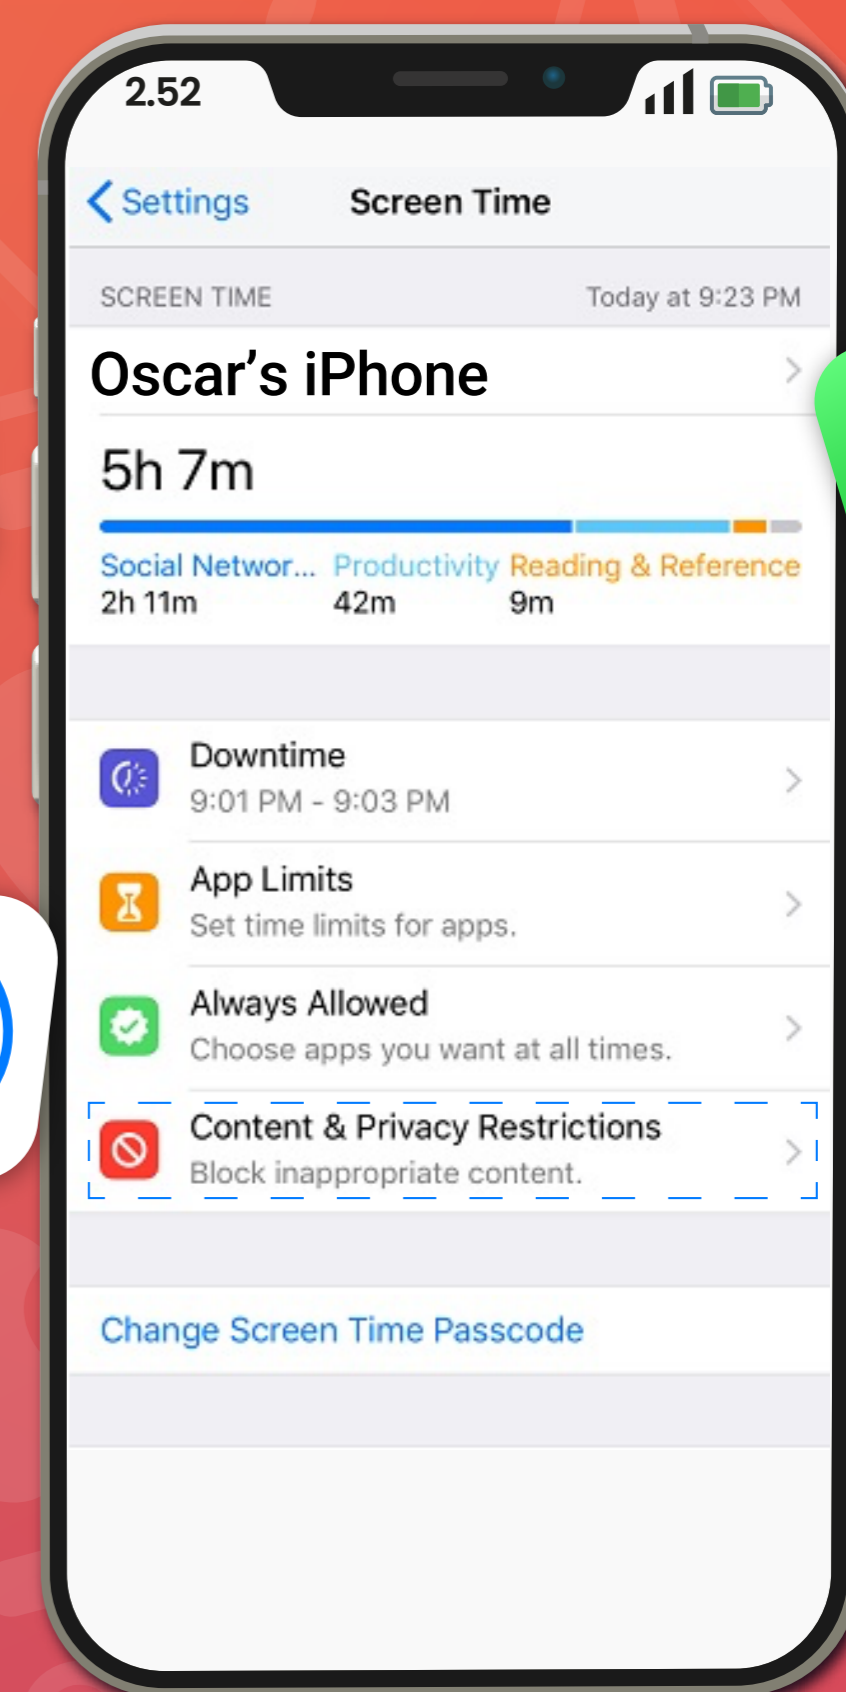 2.52
Settings Screen Time
SCREEN TIME Today at 9:23 PM
Oscar’s iPhone
5h 7m
Social Networ... Productivity Reading & Reference
2h 11m 42m 9m
Downtime
9:01 PM - 9:03 PM
App Limits
Set time limits for apps.
Always Allowed
Choose apps you want at all times.
Content & Privacy Restrictions
Block inappropriate content.
Change Screen Time Passcode